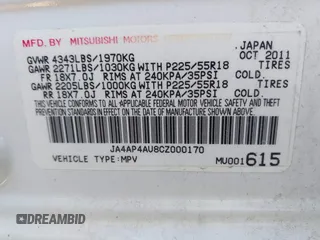 MFD. BY MITSUBISHI MOTORS JAPAN
GVWR 4343LBS/1970KG OCT 2011
GAWR 2271LBS/1030KG WITH P225/55R18 TIRES
FR 18X7.0J RIMS AT 240KPA/35PSI COLD.
GAWR 2205LBS/1000KG WITH P225/55R18 TIRES
RR 18X7.0J RIMS AT 240KPA/35PSI COLD.
THIS VEHICLE CONFORMS TO ALL APPLICABLE FEDERAL MOTOR VEHICLE SAFETY AND
THEFT PREVENTION STANDARDS IN EFFECT ON THE DATE OF MANUFACTURE SHOWN ABOVE.
JA4AP4AU8CZ000170
VEHICLE TYPE: MPV MU001615
DREAMBID